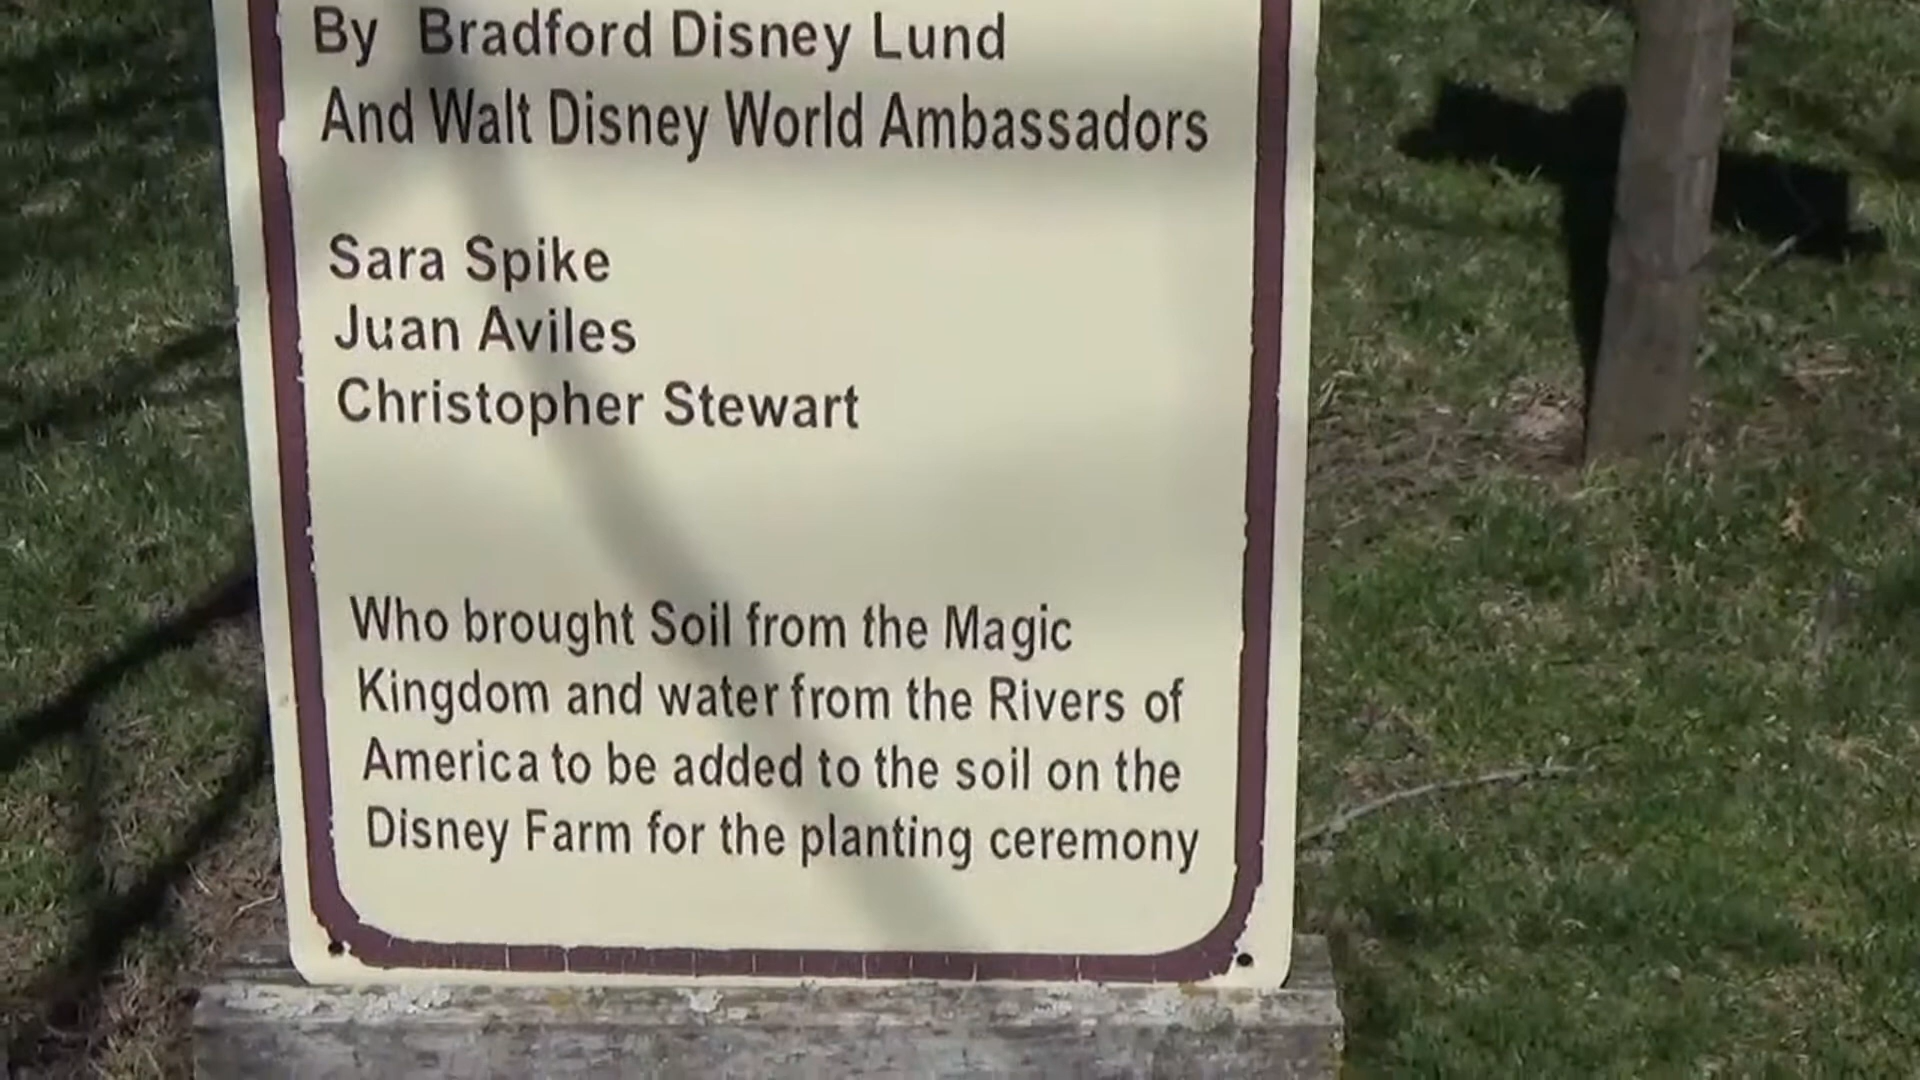 By Bradford Disney Lund
And Walt Disney World Ambassadors
Sara Spike
Juan Aviles
Christopher Stewart
Who brought Soil from the Magic
Kingdom and water from the Rivers of
America to be added to the soil on the
Disney Farm for the planting ceremony